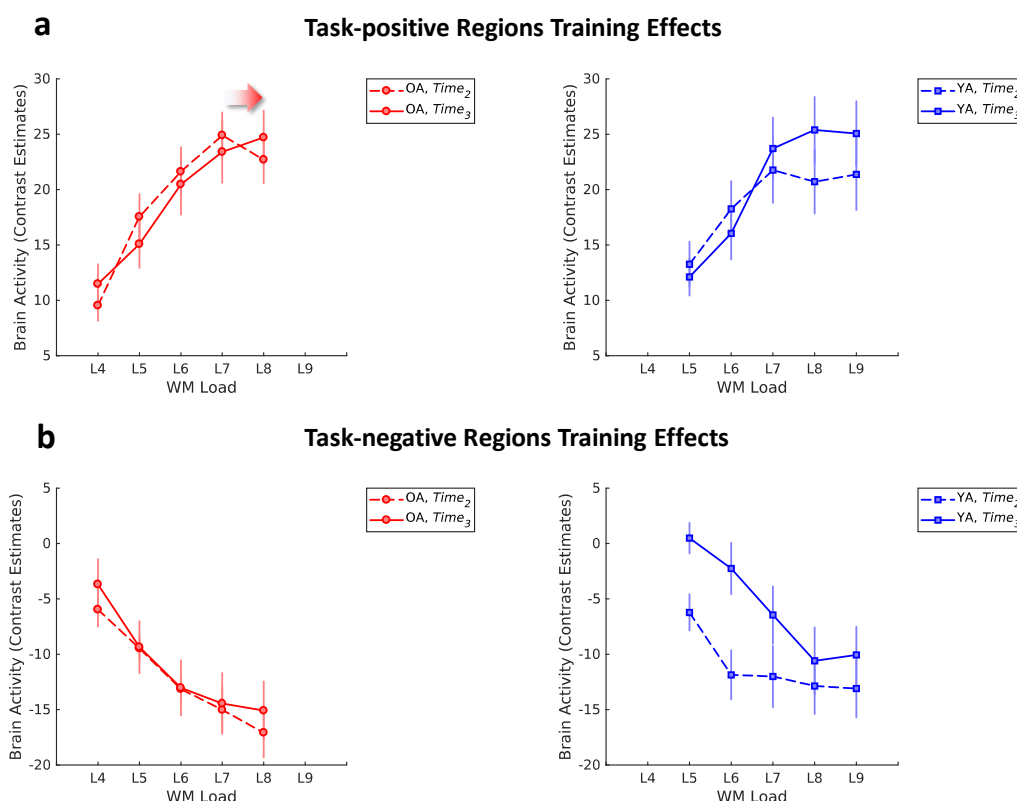 a
Task-positive Regions Training Effects
Brain Activity (Contrast Estimates)
30
25
20
15
10
5
L4 L5 L6 L7 L8 L9
WM Load
OA, Time2
OA, Time3
Brain Activity (Contrast Estimates)
30
25
20
15
10
5
L4 L5 L6 L7 L8 L9
WM Load
YA, Time2
YA, Time3
b
Task-negative Regions Training Effects
Brain Activity (Contrast Estimates)
5
0
-5
-10
-15
-20
L4 L5 L6 L7 L8 L9
WM Load
OA, Time2
OA, Time3
Brain Activity (Contrast Estimates)
5
0
-5
-10
-15
-20
L4 L5 L6 L7 L8 L9
WM Load
YA, Time2
YA, Time3